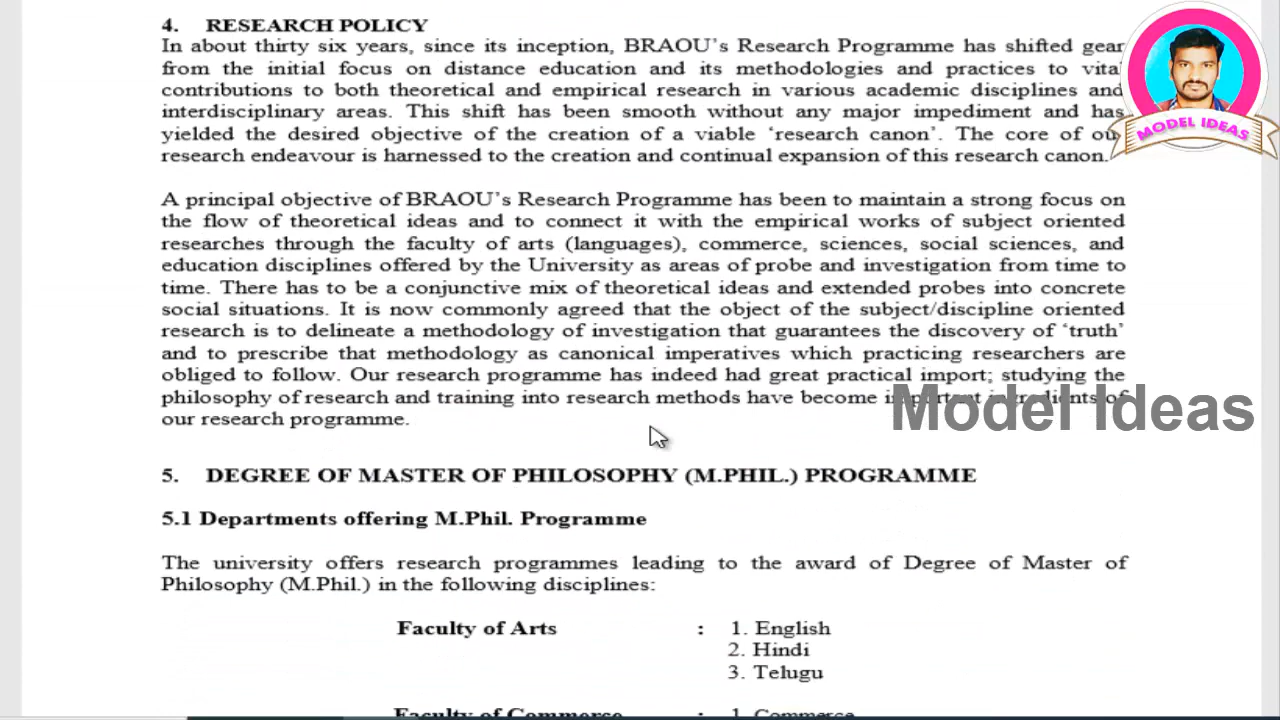 4. RESEARCH POLICY
In about thirty six years, since its inception, BRAOU's Research Programme has shifted gear
from the initial focus on distance education and its methodologies and practices to vital
contributions to both theoretical and empirical research in various academic disciplines and
interdisciplinary areas. This shift has been smooth without any major impediment and has
yielded the desired objective of the creation of a viable 'research canon'. The core of our
research endeavour is harnessed to the creation and continual expansion of this research canon.
MODEL IDEAS
A principal objective of BRAOU's Research Programme has been to maintain a strong focus on
the flow of theoretical ideas and to connect it with the empirical works of subject oriented
researches through the faculty of arts (languages), commerce, sciences, social sciences, and
education disciplines offered by the University as areas of probe and investigation from time to
time. There has to be a conjunctive mix of theoretical ideas and extended probes into concrete
social situations. It is now commonly agreed that the object of the subject/discipline oriented
research is to delineate a methodology of investigation that guarantees the discovery of 'truth'
and to prescribe that methodology as canonical imperatives which practicing researchers are
obliged to follow. Our research programme has indeed had great practical import; studying the
philosophy of research and training into research methods have become important ingredients of
our research programme.
Model Ideas
5. DEGREE OF MASTER OF PHILOSOPHY (M.PHIL.) PROGRAMME
5.1 Departments offering M.Phil. Programme
The university offers research programmes leading to the award of Degree of Master of
Philosophy (M.Phil.) in the following disciplines:
Faculty of Arts : 1. English
2. Hindi
3. Telugu
Faculty of Commerce : 1. Commerce